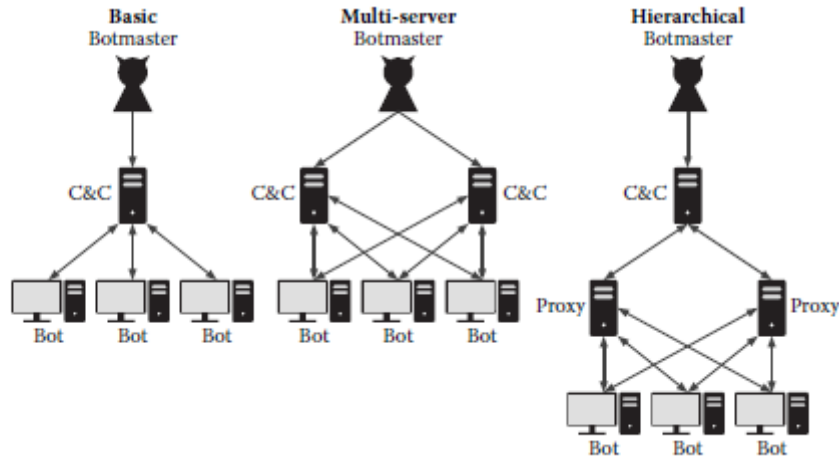 Basic
Botmaster
Multi-server
Botmaster
Hierarchical
Botmaster
C&C
C&C
C&C
C&C
Bot
Bot
Bot
Bot
Bot
Bot
Proxy
Proxy
Bot
Bot
Bot